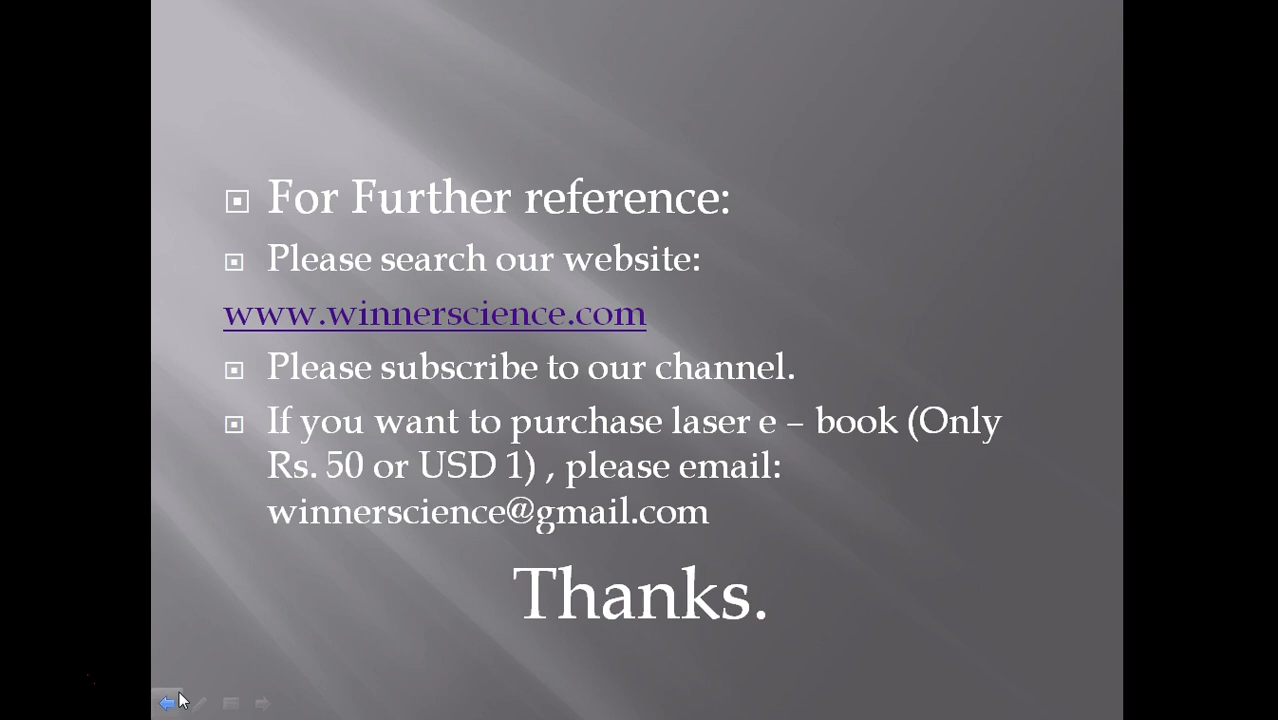 For Further reference:
Please search our website:
www.winnerscience.com
Please subscribe to our channel.
If you want to purchase laser e – book (Only
Rs. 50 or USD 1) , please email:
winnerscience@gmail.com
Thanks.